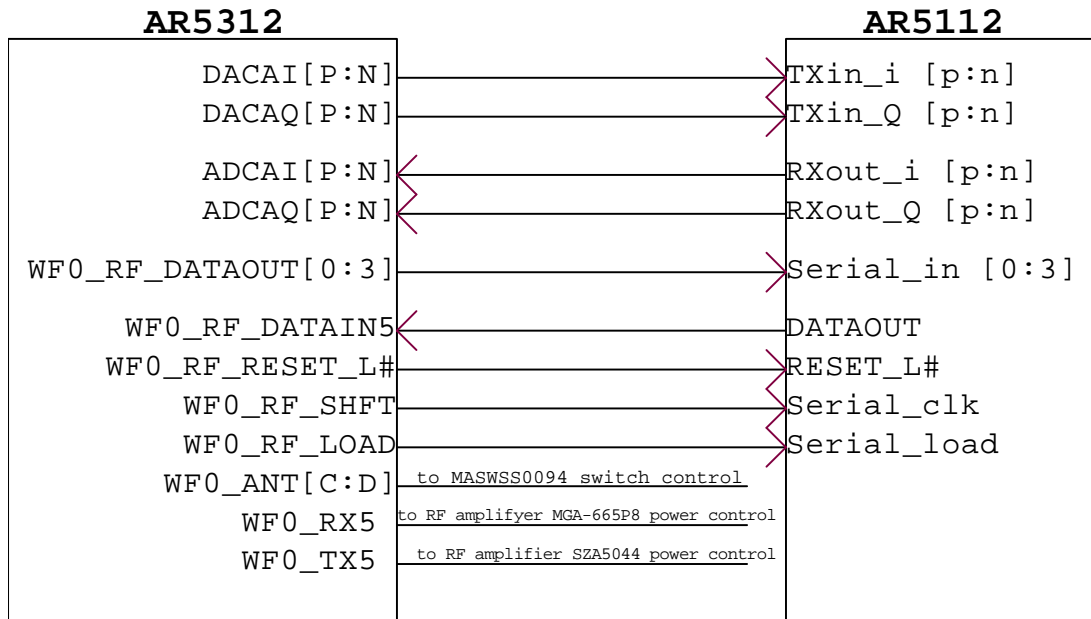 AR5312 AR5112
DACAI[P:N] TXin_i [p:n]
DACAQ[P:N] TXin_Q [p:n]
ADCAI[P:N] RXout_i [p:n]
ADCAQ[P:N] RXout_Q [p:n]
WF0_RF_DATAOUT[0:3] Serial_in [0:3]
WF0_RF_DATAIN5 DATAOUT
WF0_RF_RESET_L# RESET_L#
WF0_RF_SHFT Serial_clk
WF0_RF_LOAD Serial_load
WF0_ANT[C:D] to MASWSS0094 switch control
WF0_RX5 to RF amplifyer MGA-665P8 power control
WF0_TX5 to RF amplifier SZA5044 power control